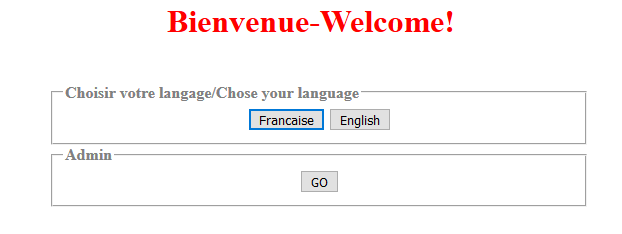 Bienvenue-Welcome!
Choisir votre langage/Chose your language
Francaise English
Admin
GO